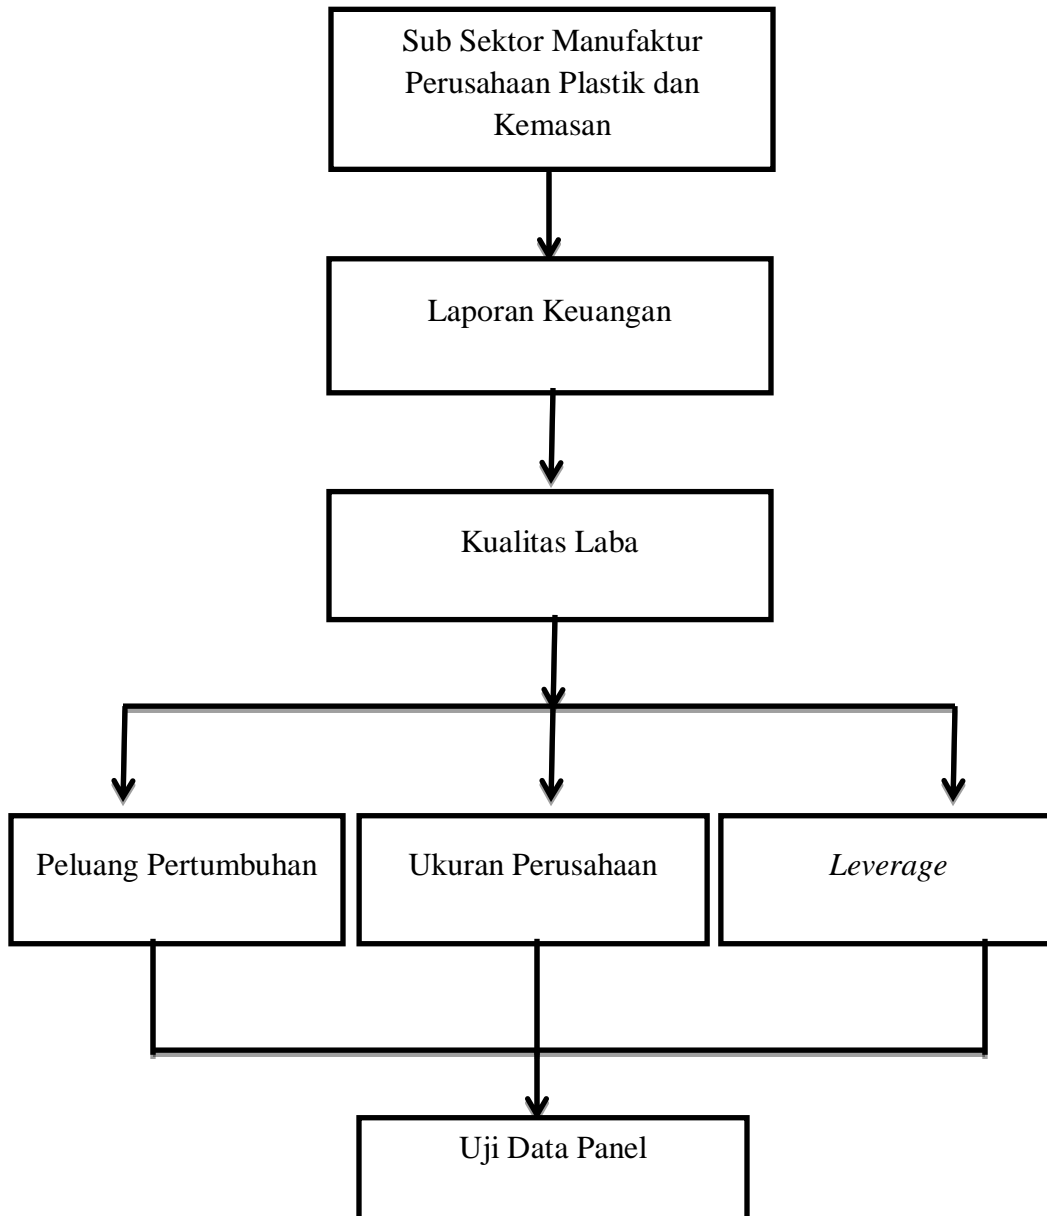 Sub Sektor Manufaktur
Perusahaan Plastik dan
Kemasan
Laporan Keuangan
Kualitas Laba
Peluang Pertumbuhan
Ukuran Perusahaan
Leverage
Uji Data Panel